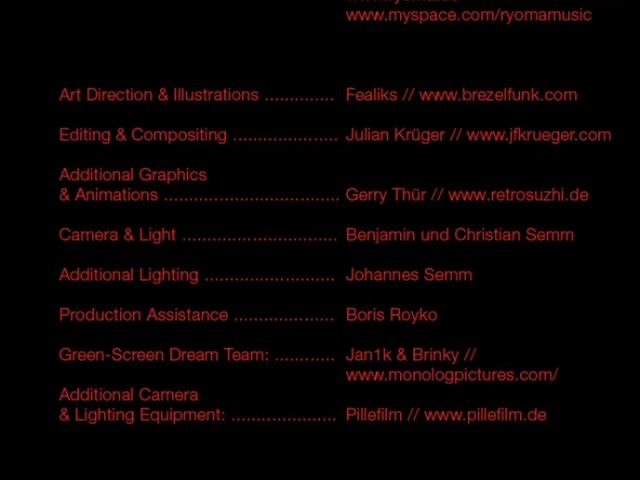 www.myspace.com/ryomamusic
Art Direction & Illustrations .............. Fealiks // www.brezelfunk.com
Editing & Compositing ..................... Julian Krüger // www.jfkrueger.com
Additional Graphics
& Animations ................................... Gerry Thür // www.retrosuzhi.de
Camera & Light ............................... Benjamin und Christian Semm
Additional Lighting .......................... Johannes Semm
Production Assistance .................... Boris Royko
Green-Screen Dream Team: ............ Jan1k & Brinky //
www.monologpictures.com/
Additional Camera
& Lighting Equipment: ..................... Pillefilm // www.pillefilm.de